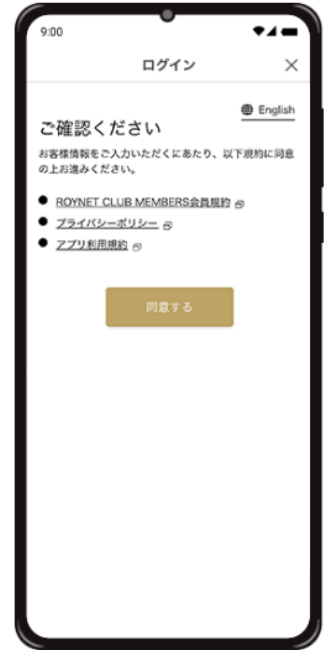 9:00
ログイン
English
ご確認ください
お客様情報をご入力いただくにあたり、以下規約に同意
の上お進みください。
ROYNET CLUB MEMBERS会員規約
プライバシーポリシー
アプリ利用規約
同意する